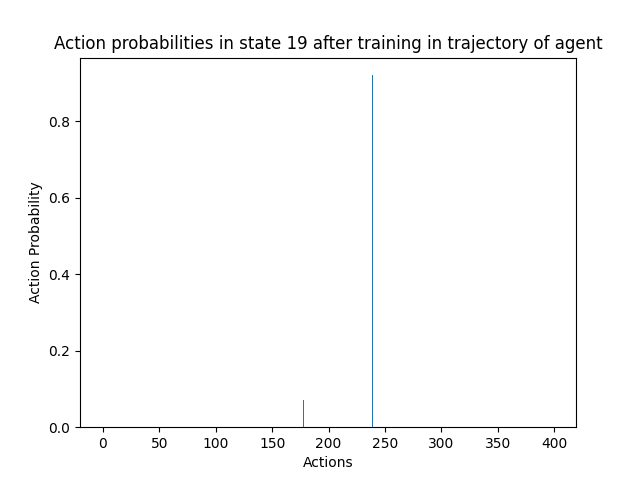 Action probabilities in state 19 after training in trajectory of agent
Action Probability
0.8
0.6
0.4
0.2
0.0
0 50 100 150 200 250 300 350 400
Actions